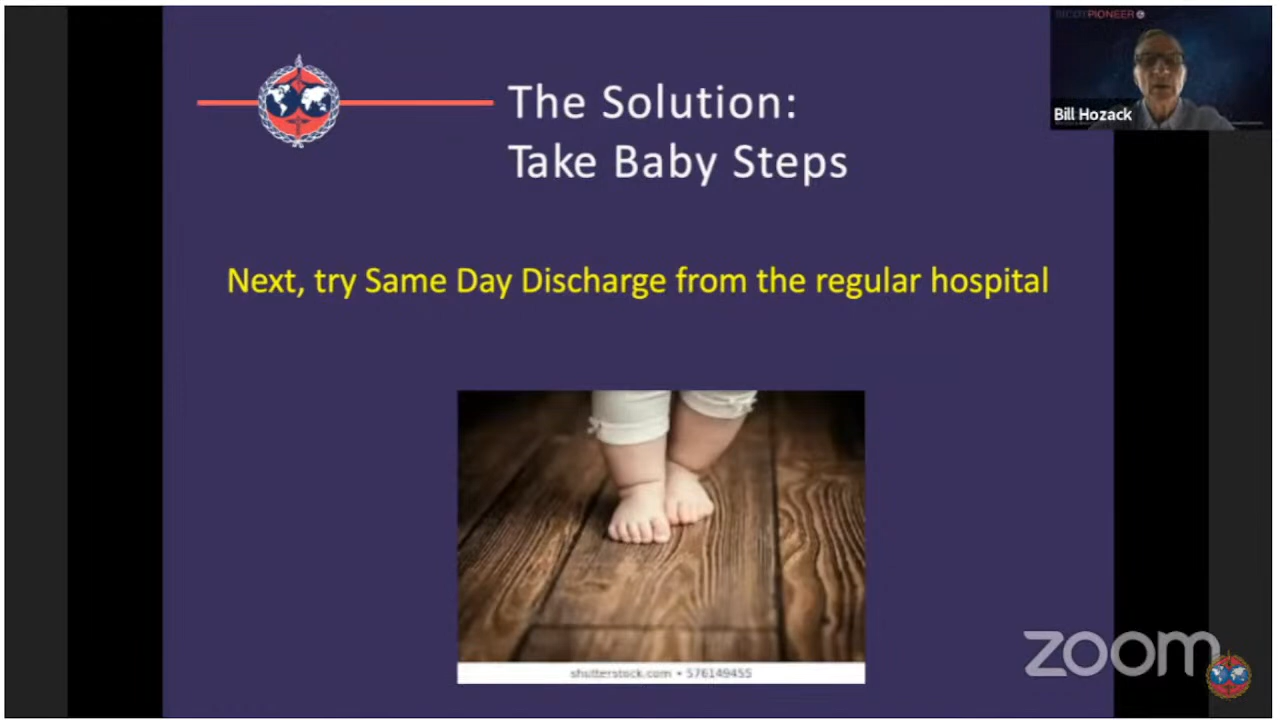 The Solution:
Take Baby Steps
Bill Hozack
Next, try Same Day Discharge from the regular hospital
shutterstock.com • 576149455
zoom